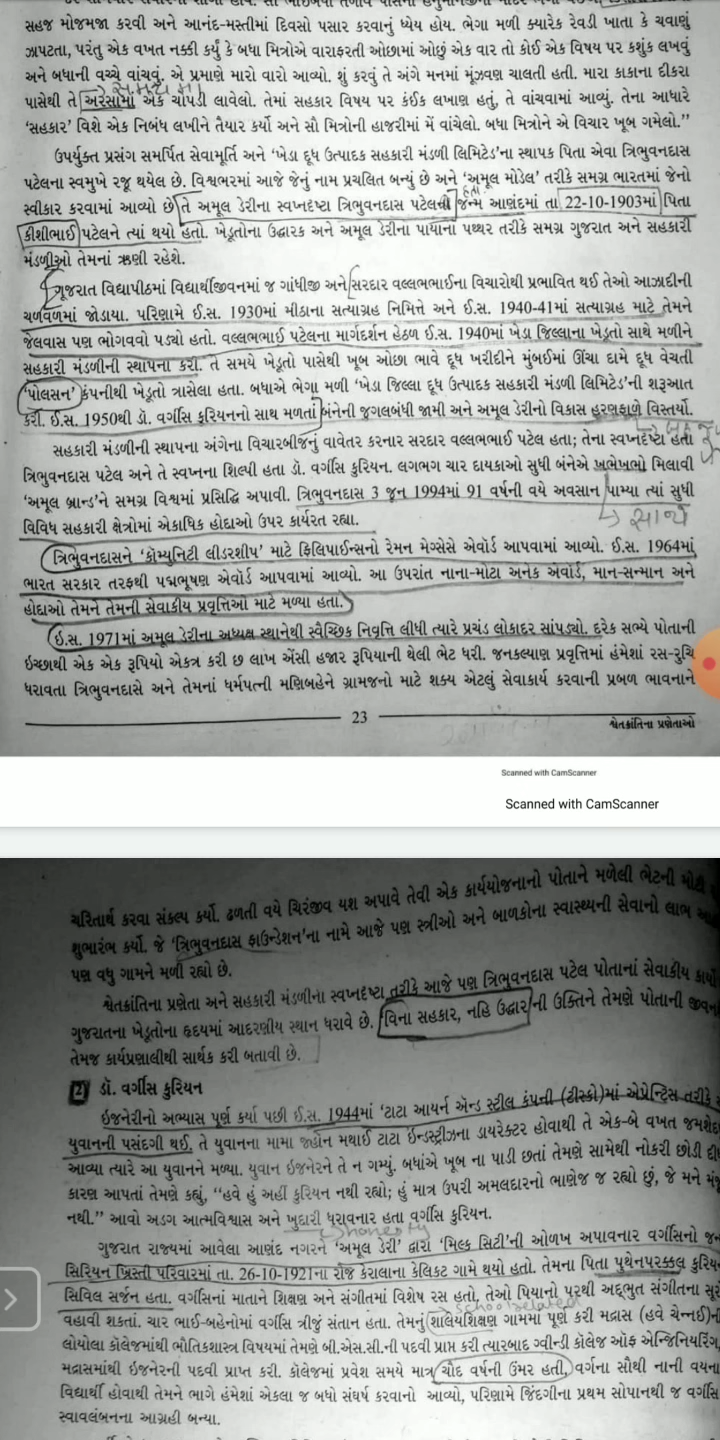 સહજ મોજમજા કરવી અને આનંદ-મસ્તીમાં દિવસો પસાર કરવાનું ધ્યેય હોય. ભેગા મળી ક્યારેક રેવડી ખાતા કે ચવાણું
ઝાપટતા, પરંતુ એક વખત નક્કી કર્યું કે બધા મિત્રોએ વારાફરતી ઓછામાં ઓછું એક વાર તો કોઈ એક વિષય પર કશુંક લખવું
અને બધાની વચ્ચે વાંચવું. એ પ્રમાણે મારો વારો આવ્યો. શું કરવું તે અંગે મનમાં મૂંઝવણ ચાલતી હતી. મારા કાકાના દીકરા
પાસેથી તે અરસામાં એક ચોપડી લાવેલો. તેમાં સહકાર વિષય પર કંઈક લખાણ હતું, તે વાંચવામાં આવ્યું. તેના આધારે
‘સહકાર’ વિશે એક નિબંધ લખીને તૈયાર કર્યો અને સૌ મિત્રોની હાજરીમાં મેં વાંચેલો. બધા મિત્રોને એ વિચાર ખૂબ ગમેલો.”
ઉપર્યુક્ત પ્રસંગ સમર્પિત સેવામૂર્તિ અને ‘ખેડા દૂધ ઉત્પાદક સહકારી મંડળી લિમિટેડ’ના સ્થાપક પિતા એવા ત્રિભુવનદાસ
પટેલના સ્વમુખે રજૂ થયેલ છે. વિશ્વભરમાં આજે જેનું નામ પ્રચલિત બન્યું છે અને ‘અમૂલ મોડેલ’ તરીકે સમગ્ર ભારતમાં જેનો
સ્વીકાર કરવામાં આવ્યો છે તે અમૂલ ડેરીના સ્વપ્નદૃષ્ટા ત્રિભુવનદાસ પટેલનો જન્મ આણંદમાં તા 22-10-1903માં પિતા
કીશીભાઈ પટેલને ત્યાં થયો હતો. ખેડૂતોના ઉદ્ધારક અને અમૂલ ડેરીના પાયાના પથ્થર તરીકે સમગ્ર ગુજરાત અને સહકારી
મંડળીઓ તેમનાં ઋણી રહેશે.
ગૂજરાત વિદ્યાપીઠમાં વિદ્યાર્થીજીવનમાં જ ગાંધીજી અને સરદાર વલ્લભભાઈના વિચારોથી પ્રભાવિત થઈ તેઓ આઝાદીની
ચળવળમાં જોડાયા. પરિણામે ઈ.સ. 1930માં મીઠાના સત્યાગ્રહ નિમિત્તે અને ઈ.સ. 1940-41માં સત્યાગ્રહ માટે તેમને
જેલવાસ પણ ભોગવવો પડ્યો હતો. વલ્લભભાઈ પટેલના માર્ગદર્શન હેઠળ ઈ.સ. 1940માં ખેડા જિલ્લાના ખેડૂતો સાથે મળીને
સહકારી મંડળીની સ્થાપના કરી. તે સમયે ખેડૂતો પાસેથી ખૂબ ઓછા ભાવે દૂધ ખરીદીને મુંબઈમાં ઊંચા દામે દૂધ વેચતી
‘પોલસન’ કંપનીથી ખેડૂતો ત્રાસેલા હતા. બધાએ ભેગા મળી ‘ખેડા જિલ્લા દૂધ ઉત્પાદક સહકારી મંડળી લિમિટેડ’ની શરૂઆત
કરી. ઈ.સ. 1950થી ડૉ. વર્ગીસ કુરિયનનો સાથ મળતાં બંનેની જુગલબંધી જામી અને અમૂલ ડેરીનો વિકાસ હરણફાળે વિસ્તર્યો.
સહકારી મંડળીની સ્થાપના અંગેના વિચારબીજનું વાવેતર કરનાર સરદાર વલ્લભભાઈ પટેલ હતા; તેના સ્વપ્નદૃષ્ટા હતા
ત્રિભુવનદાસ પટેલ અને તે સ્વપ્નના શિલ્પી હતા ડૉ. વર્ગીસ કુરિયન. લગભગ ચાર દાયકાઓ સુધી બંનેએ ખભેખભો મિલાવી
‘અમૂલ બ્રાન્ડ’ને સમગ્ર વિશ્વમાં પ્રસિદ્ધિ અપાવી. ત્રિભુવનદાસ 3 જૂન 1994માં 91 વર્ષની વયે અવસાન પામ્યા ત્યાં સુધી
વિવિધ સહકારી ક્ષેત્રોમાં એકાધિક હોદ્દાઓ ઉપર કાર્યરત રહ્યા.
સાથે
ત્રિભુવનદાસને ‘કૉમ્યુનિટી લીડરશીપ’ માટે ફિલિપાઈન્સનો રેમન મેગ્સેસે એવૉર્ડ આપવામાં આવ્યો. ઈ.સ. 1964માં
ભારત સરકાર તરફથી પદ્મભૂષણ એવૉર્ડ આપવામાં આવ્યો. આ ઉપરાંત નાના-મોટા અનેક એવૉર્ડ, માન-સન્માન અને
હોદ્દાઓ તેમને તેમની સેવાકીય પ્રવૃત્તિઓ માટે મળ્યા હતા.
ઈ.સ. 1971માં અમૂલ ડેરીના અધ્યક્ષ સ્થાનેથી સ્વૈચ્છિક નિવૃત્તિ લીધી ત્યારે પ્રચંડ લોકાદર સાંપડ્યો. દરેક સભ્યે પોતાની
ઇચ્છાથી એક એક રૂપિયો એકત્ર કરી છ લાખ એંસી હજાર રૂપિયાની થેલી ભેટ ધરી. જનકલ્યાણ પ્રવૃત્તિમાં હંમેશાં રસ-રુચિ
ધરાવતા ત્રિભુવનદાસે અને તેમનાં ધર્મપત્ની મણિબહેને ગ્રામજનો માટે શક્ય એટલું સેવાકાર્ય કરવાની પ્રબળ ભાવનાને
23
શ્વેતક્રાંતિના પ્રણેતાઓ
Scanned with CamScanner
Scanned with CamScanner
ચરિતાર્થ કરવા સંકલ્પ કર્યો. ઢળતી વયે ચિરંજીવ યશ અપાવે તેવી એક કાર્યયોજનાનો પોતાને મળેલી ભેટની મોટી
શુભારંભ કર્યો. જે ‘ત્રિભુવનદાસ ફાઉન્ડેશન’ના નામે આજે પણ સ્ત્રીઓ અને બાળકોના સ્વાસ્થ્યની સેવાનો લાભ
પણ વધુ ગામને મળી રહ્યો છે.
શ્વેતક્રાંતિના પ્રણેતા અને સહકારી મંડળીના સ્વપ્નદૃષ્ટા તરીકે આજે પણ ત્રિભુવનદાસ પટેલ પોતાનાં સેવાકીય કાર્યો
ગુજરાતના ખેડૂતોના હૃદયમાં આદરણીય સ્થાન ધરાવે છે. ‘વિના સહકાર, નહિ ઉદ્ધાર’ની ઉક્તિને તેમણે પોતાની
તેમજ કાર્યપ્રણાલીથી સાર્થક કરી બતાવી છે.
(2) ડૉ. વર્ગીસ કુરિયન
ઇજનેરીનો અભ્યાસ પૂર્ણ કર્યા પછી ઈ.સ. 1944માં ‘ટાટા આયર્ન ઍન્ડ સ્ટીલ કંપની (ટીસ્કો)માં એપ્રેન્ટિસ તરીકે
યુવાનની પસંદગી થઈ. તે યુવાનના મામા જ્હોન મથાઈ ટાટા ઇન્ડસ્ટ્રીઝના ડાયરેક્ટર હોવાથી તે એક-બે વખત
આવ્યા ત્યારે આ યુવાનને મળ્યા. યુવાન ઇજનેરને તે ન ગમ્યું. બધાંએ ખૂબ ના પાડી છતાં તેમણે સામેથી નોકરી છોડી
કારણ આપતાં તેમણે કહ્યું, “હવે હું અહીં કુરિયન નથી રહ્યો; હું માત્ર ઉપરી અમલદારનો ભાણેજ જ રહ્યો છું, જે મને
નથી.” આવો અડગ આત્મવિશ્વાસ અને ખુદારી ધરાવનાર હતા વર્ગીસ કુરિયન.
ગુજરાત રાજ્યમાં આવેલા આણંદ નગરને ‘અમૂલ ડેરી’ દ્વારા ‘મિલ્ક સિટી’ની ઓળખ અપાવનાર વર્ગીસનો
સિરિયન ખ્રિસ્તી પરિવારમાં તા. 26-10-1921ના રોજ કેરાલાના કેલિકટ ગામે થયો હતો. તેમના પિતા પુથેનપરક્કલ
સિવિલ સર્જન હતા. વર્ગીસનાં માતાને શિક્ષણ અને સંગીતમાં વિશેષ રસ હતો, તેઓ પિયાનો પરથી અદ્ભુત સંગીતના સૂર
વહાવી શકતાં. ચાર ભાઈ-બહેનોમાં વર્ગીસ ત્રીજું સંતાન હતા. તેમનું શાલેયશિક્ષણ ગામમાં પૂર્ણ કરી મદ્રાસ (હવે ચેન્નઈ)ની
લોયોલા કૉલેજમાંથી ભૌતિકશાસ્ત્ર વિષયમાં તેમણે બી.એસ.સી.ની પદવી પ્રાપ્ત કરી ત્યારબાદ ગ્વીન્ડી કૉલેજ ઑફ એન્જિનિયરિંગ,
મદ્રાસમાંથી ઇજનેરની પદવી પ્રાપ્ત કરી. કૉલેજમાં પ્રવેશ સમયે માત્ર ચૌદ વર્ષની ઉંમર હતી, વર્ગના સૌથી નાની વયના
વિદ્યાર્થી હોવાથી તેમને ભાગે હંમેશાં એકલા જ બધો સંઘર્ષ કરવાનો આવ્યો, પરિણામે જિંદગીના પ્રથમ સોપાનથી જ વર્ગીસ
સ્વાવલંબનના આગ્રહી બન્યા.